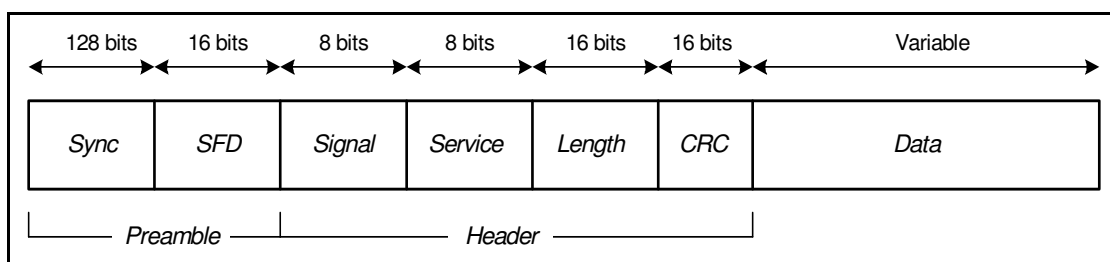 128 bits 16 bits 8 bits 8 bits 16 bits 16 bits Variable
Sync SFD Signal Service Length CRC Data
Preamble Header